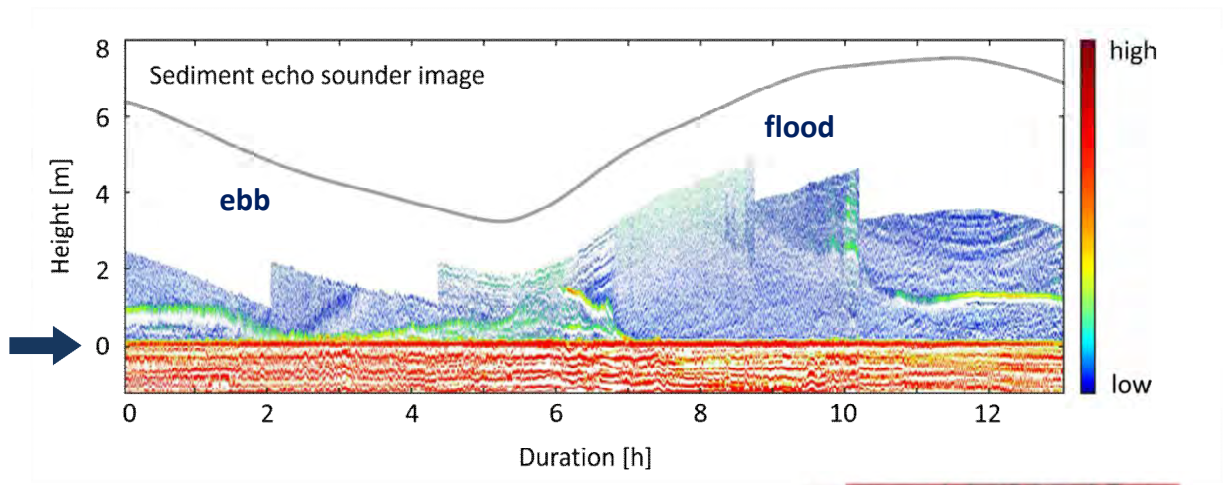 Sediment echo sounder image
ebb
flood
high
low
Height [m]
8
6
4
2
0
0
2
4
6
8
10
12
Duration [h]